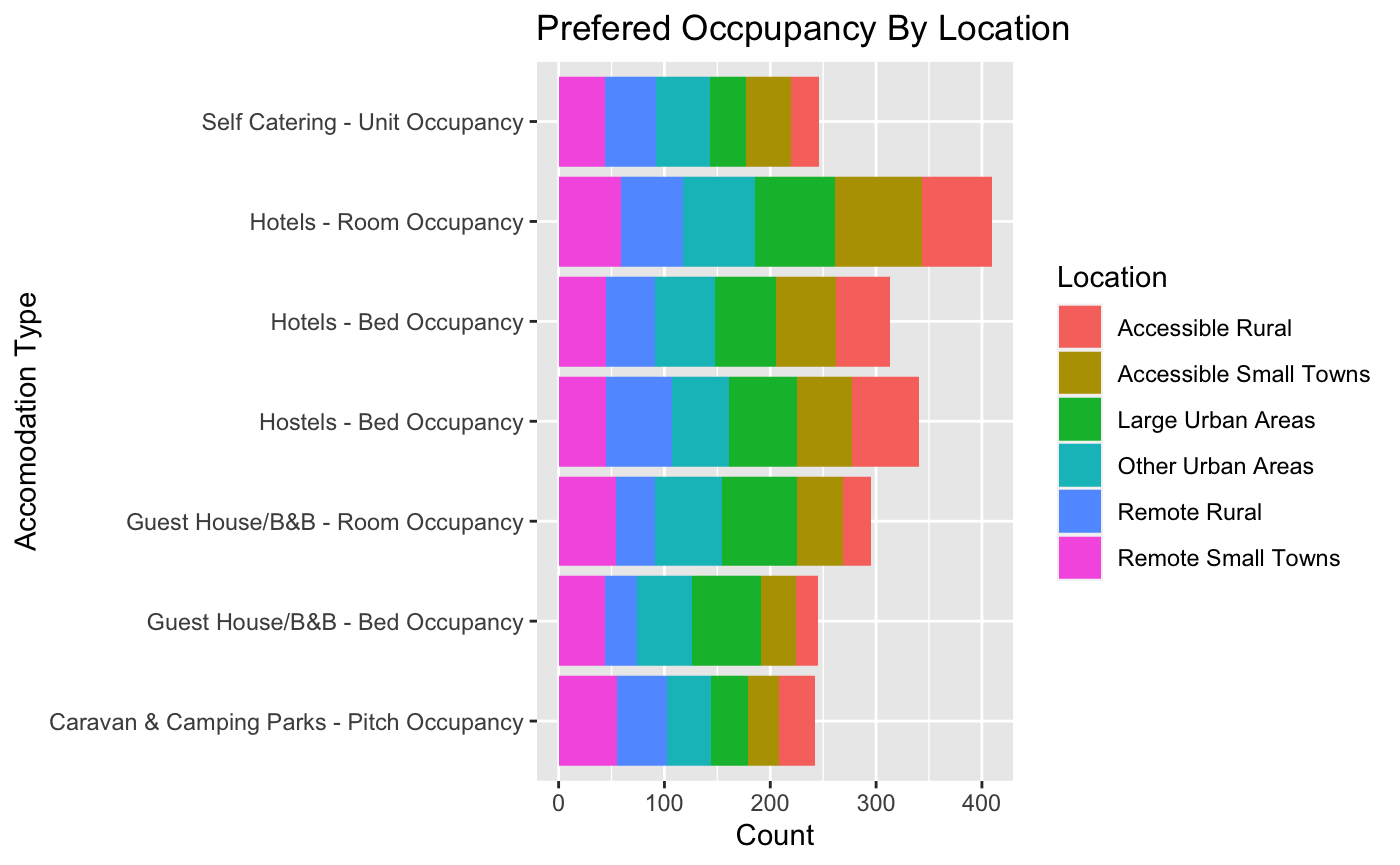 Prefered Occpupancy By Location
Accomodation Type
Self Catering - Unit Occupancy
Hotels - Room Occupancy
Hotels - Bed Occupancy
Hostels - Bed Occupancy
Guest House/B&B - Room Occupancy
Guest House/B&B - Bed Occupancy
Caravan & Camping Parks - Pitch Occupancy
0 100 200 300 400
Count
Location
Accessible Rural
Accessible Small Towns
Large Urban Areas
Other Urban Areas
Remote Rural
Remote Small Towns